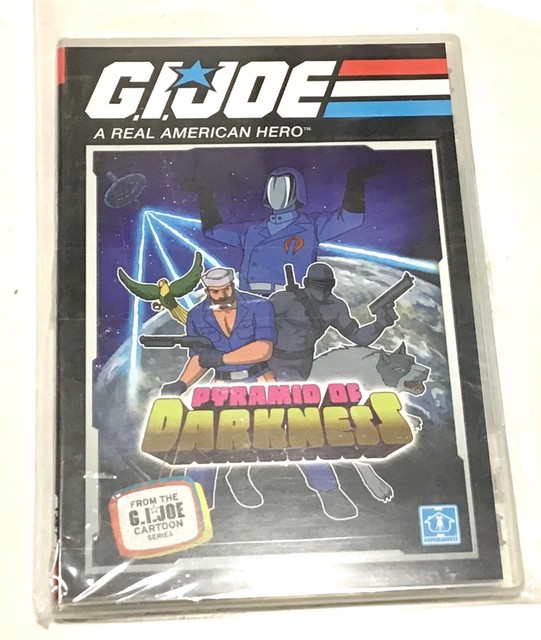 G.I.JOE
A REAL AMERICAN HERO™
PYRAMID OF
DARKNESS
FROM THE
G.I.JOE
CARTOON
SERIES